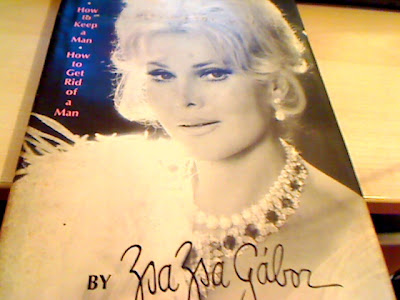 • How
to
Keep
a
Man •
How
to
Get
Rid
of
a
Man
BY Zsa Zsa Gábor